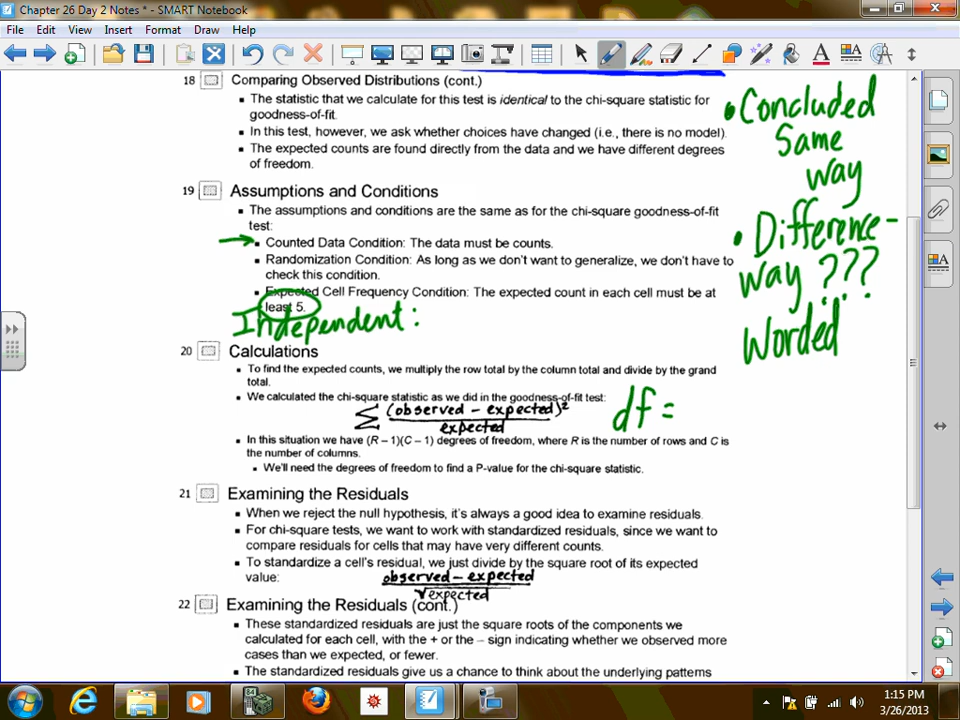 Chapter 26 Day 2 Notes * - SMART Notebook
File Edit View Insert Format Draw Help
18 Comparing Observed Distributions (cont.)
▪ The statistic that we calculate for this test is identical to the chi-square statistic for
goodness-of-fit.
▪ In this test, however, we ask whether choices have changed (i.e., there is no model).
▪ The expected counts are found directly from the data and we have different degrees
of freedom.
• Concluded
Same
way
19 Assumptions and Conditions
▪ The assumptions and conditions are the same as for the chi-square goodness-of-fit
test:
▪ Counted Data Condition: The data must be counts.
▪ Randomization Condition: As long as we don't want to generalize, we don't have to
check this condition.
▪ Expected Cell Frequency Condition: The expected count in each cell must be at
least 5.
Independent:
• Difference-
way ???
Worded
20 Calculations
▪ To find the expected counts, we multiply the row total by the column total and divide by the grand
total.
▪ We calculated the chi-square statistic as we did in the goodness-of-fit test:
∑ (observed - expected)²
expected
df =
▪ In this situation we have (R – 1)(C – 1) degrees of freedom, where R is the number of rows and C is
the number of columns.
▪ We'll need the degrees of freedom to find a P-value for the chi-square statistic.
21 Examining the Residuals
▪ When we reject the null hypothesis, it's always a good idea to examine residuals.
▪ For chi-square tests, we want to work with standardized residuals, since we want to
compare residuals for cells that may have very different counts.
▪ To standardize a cell's residual, we just divide by the square root of its expected
value:
observed - expected
√expected
22 Examining the Residuals (cont.)
▪ These standardized residuals are just the square roots of the components we
calculated for each cell, with the + or the – sign indicating whether we observed more
cases than we expected, or fewer.
▪ The standardized residuals give us a chance to think about the underlying patterns
1:15 PM
3/26/2013